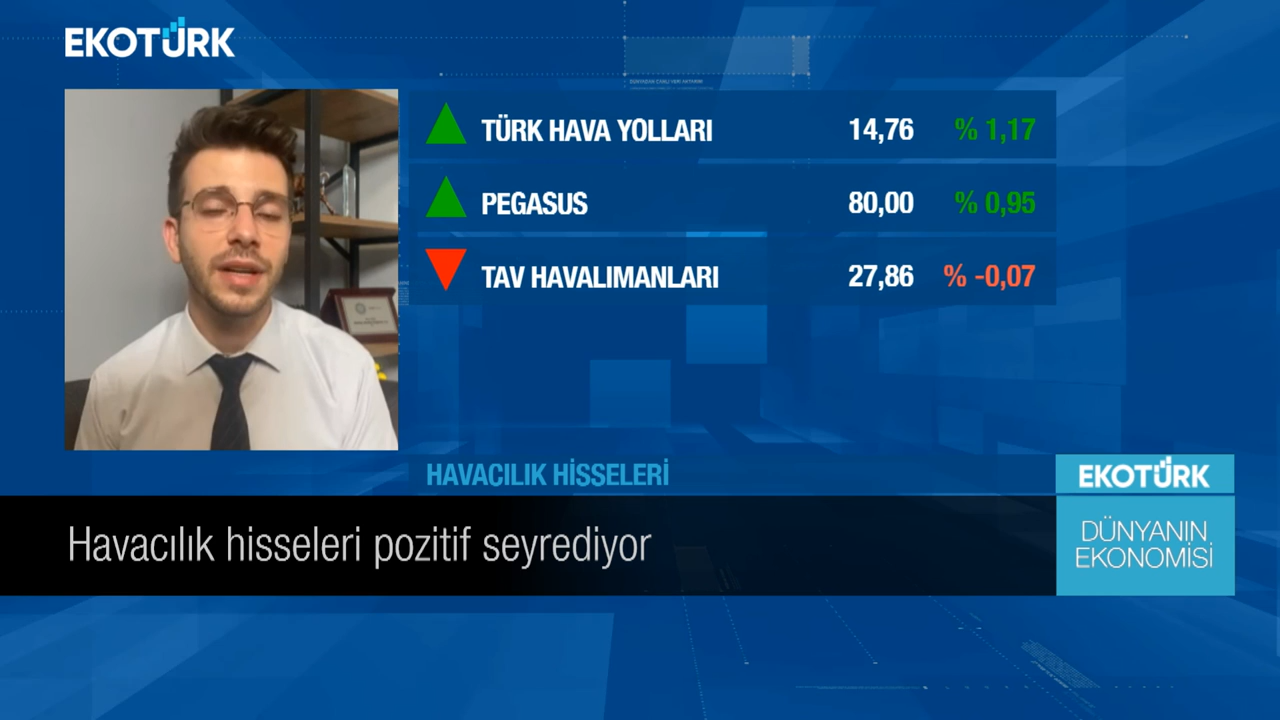 EKOTÜRK
TÜRK HAVA YOLLARI 14,76 % 1,17
PEGASUS 80,00 % 0,95
TAV HAVALIMANLARI 27,86 % -0,07
HAVACILIK HİSSELERİ
Havacılık hisseleri pozitif seyrediyor
EKOTÜRK
DÜNYANIN
EKONOMİSİ